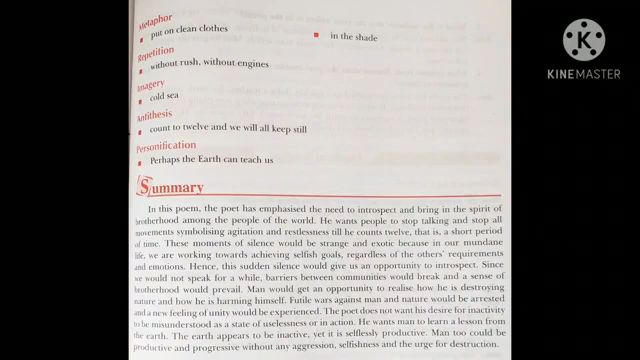 Metaphor
put on clean clothes
in the shade
Repetition
without rush, without engines
Imagery
cold sea
Antithesis
count to twelve and we will all keep still
Personification
Perhaps the Earth can teach us
Summary
In this poem, the poet has emphasised the need to introspect and bring in the spirit of
brotherhood among the people of the world. He wants people to stop talking and stop all
movements symbolising agitation and restlessness till he counts twelve, that is, a short period
of time. These moments of silence would be strange and exotic because in our mundane
life, we are working towards achieving selfish goals, regardless of the others' requirements
and emotions. Hence, this sudden silence would give us an opportunity to introspect. Since
we would not speak for a while, barriers between communities would break and a sense of
brotherhood would prevail. Man would get an opportunity to realise how he is destroying
nature and how he is harming himself. Futile wars against man and nature would be arrested
and a new feeling of unity would be experienced. The poet does not want his desire for inactivity
to be misunderstood as a state of uselessness or in action. He wants man to learn a lesson from
the earth. The earth appears to be inactive, yet it is selflessly productive. Man too could be
productive and progressive without any aggression, selfishness and the urge for destruction.
KINEMASTER